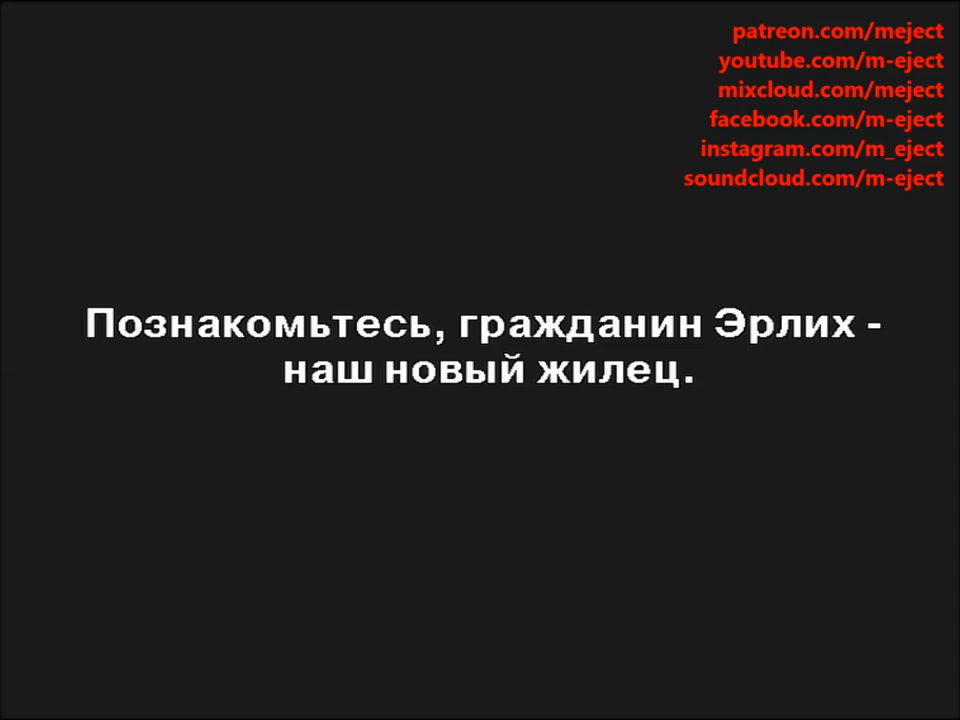 patreon.com/meject
youtube.com/m-eject
mixcloud.com/meject
facebook.com/m-eject
instagram.com/m_eject
soundcloud.com/m-eject
Познакомьтесь, гражданин Эрлих -
наш новый жилец.